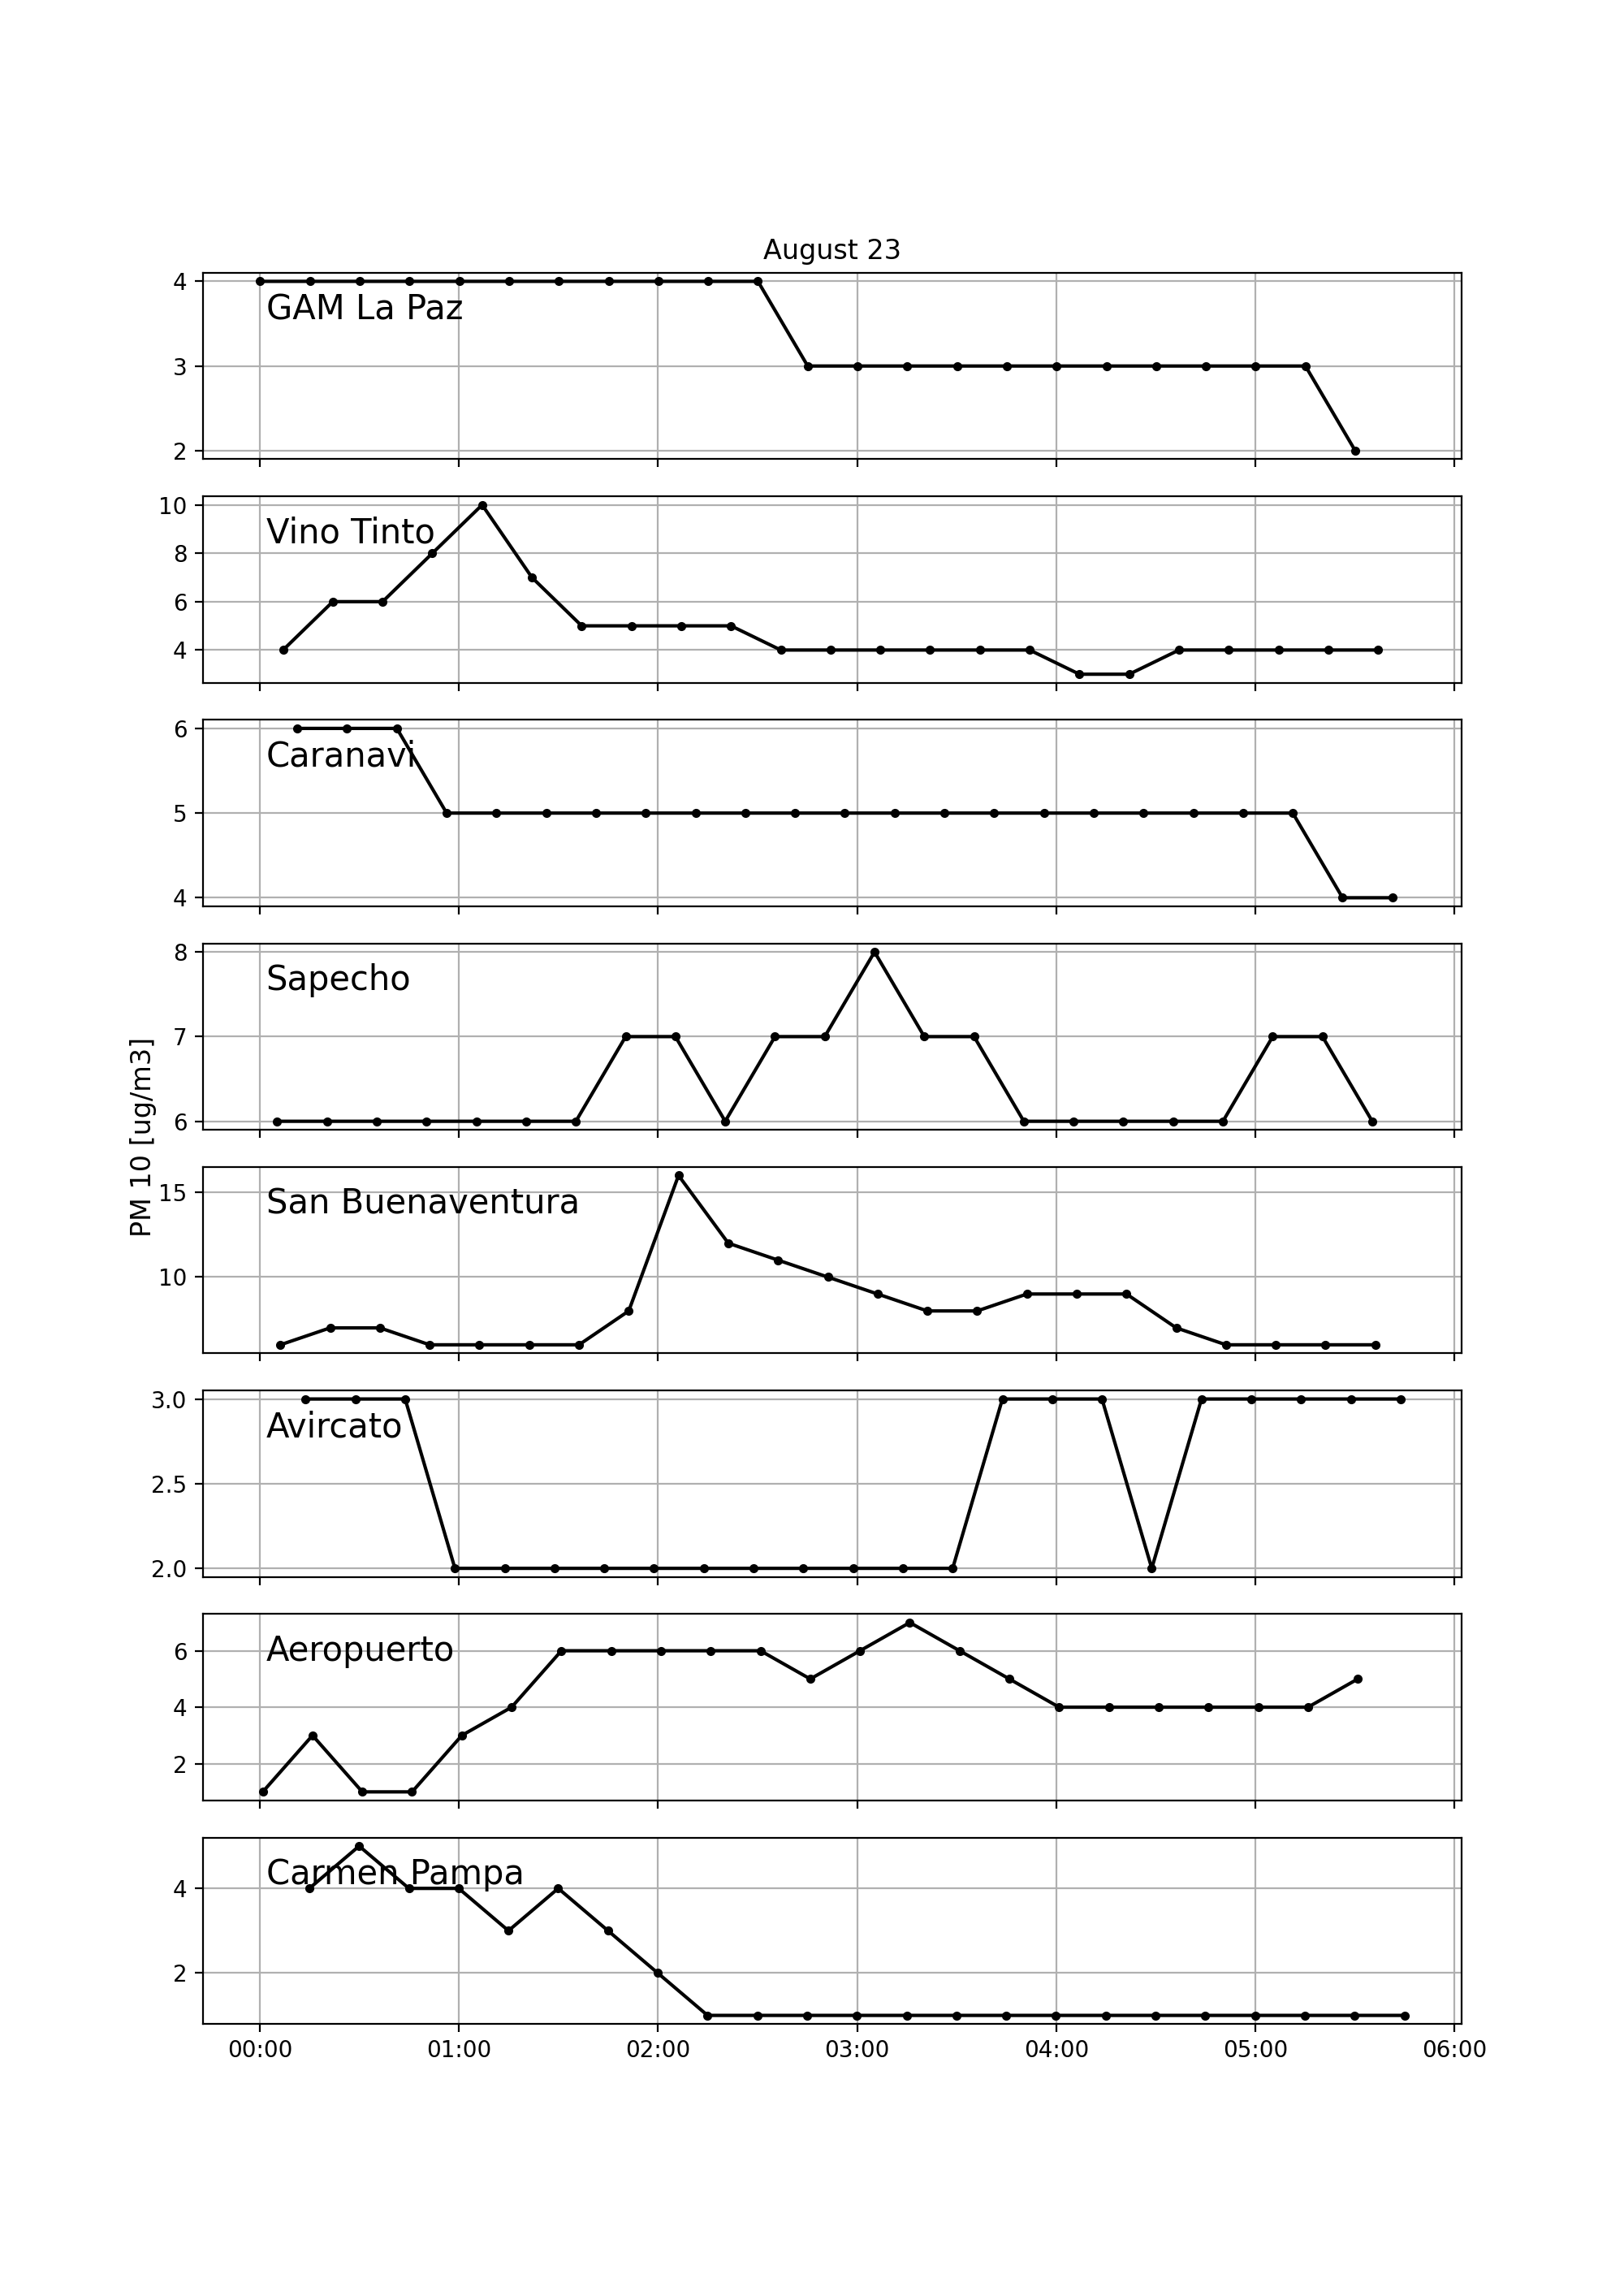 August 23
4
GAM La Paz
3
2
10
Vino Tinto
8
6
4
6
Caranavi
5
4
8
Sapecho
7
6
PM 10 [ug/m3]
15
San Buenaventura
10
3.0
Avircato
2.5
2.0
6
Aeropuerto
4
2
Carmen Pampa
4
2
00:00 01:00 02:00 03:00 04:00 05:00 06:00